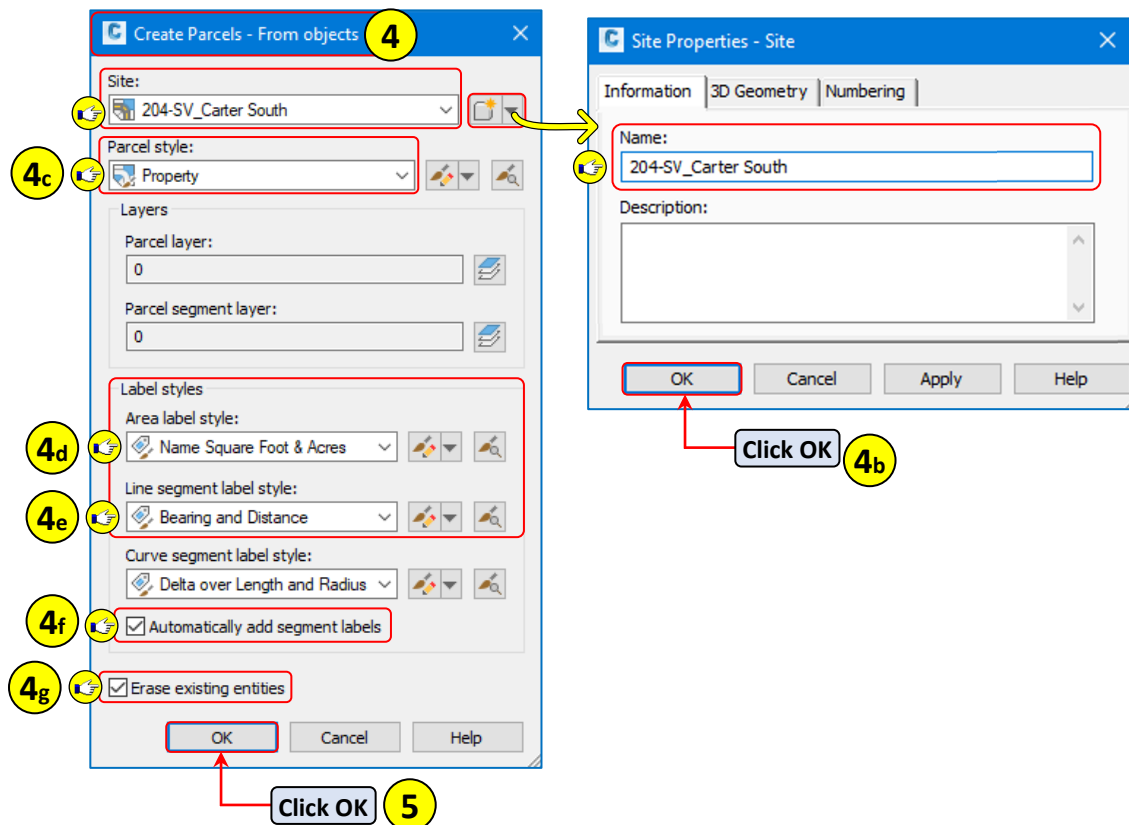 Create Parcels - From objects
4
Site:
204-SV_Carter South
4c
Parcel style:
Property
Layers
Parcel layer:
0
Parcel segment layer:
0
Label styles
Area label style:
4d
Name Square Foot & Acres
Line segment label style:
4e
Bearing and Distance
Curve segment label style:
Delta over Length and Radius
4f
Automatically add segment labels
4g
Erase existing entities
OK Cancel Help
Click OK 5
Site Properties - Site
Information 3D Geometry Numbering
Name:
204-SV_Carter South
Description:
OK Cancel Apply Help
Click OK 4b